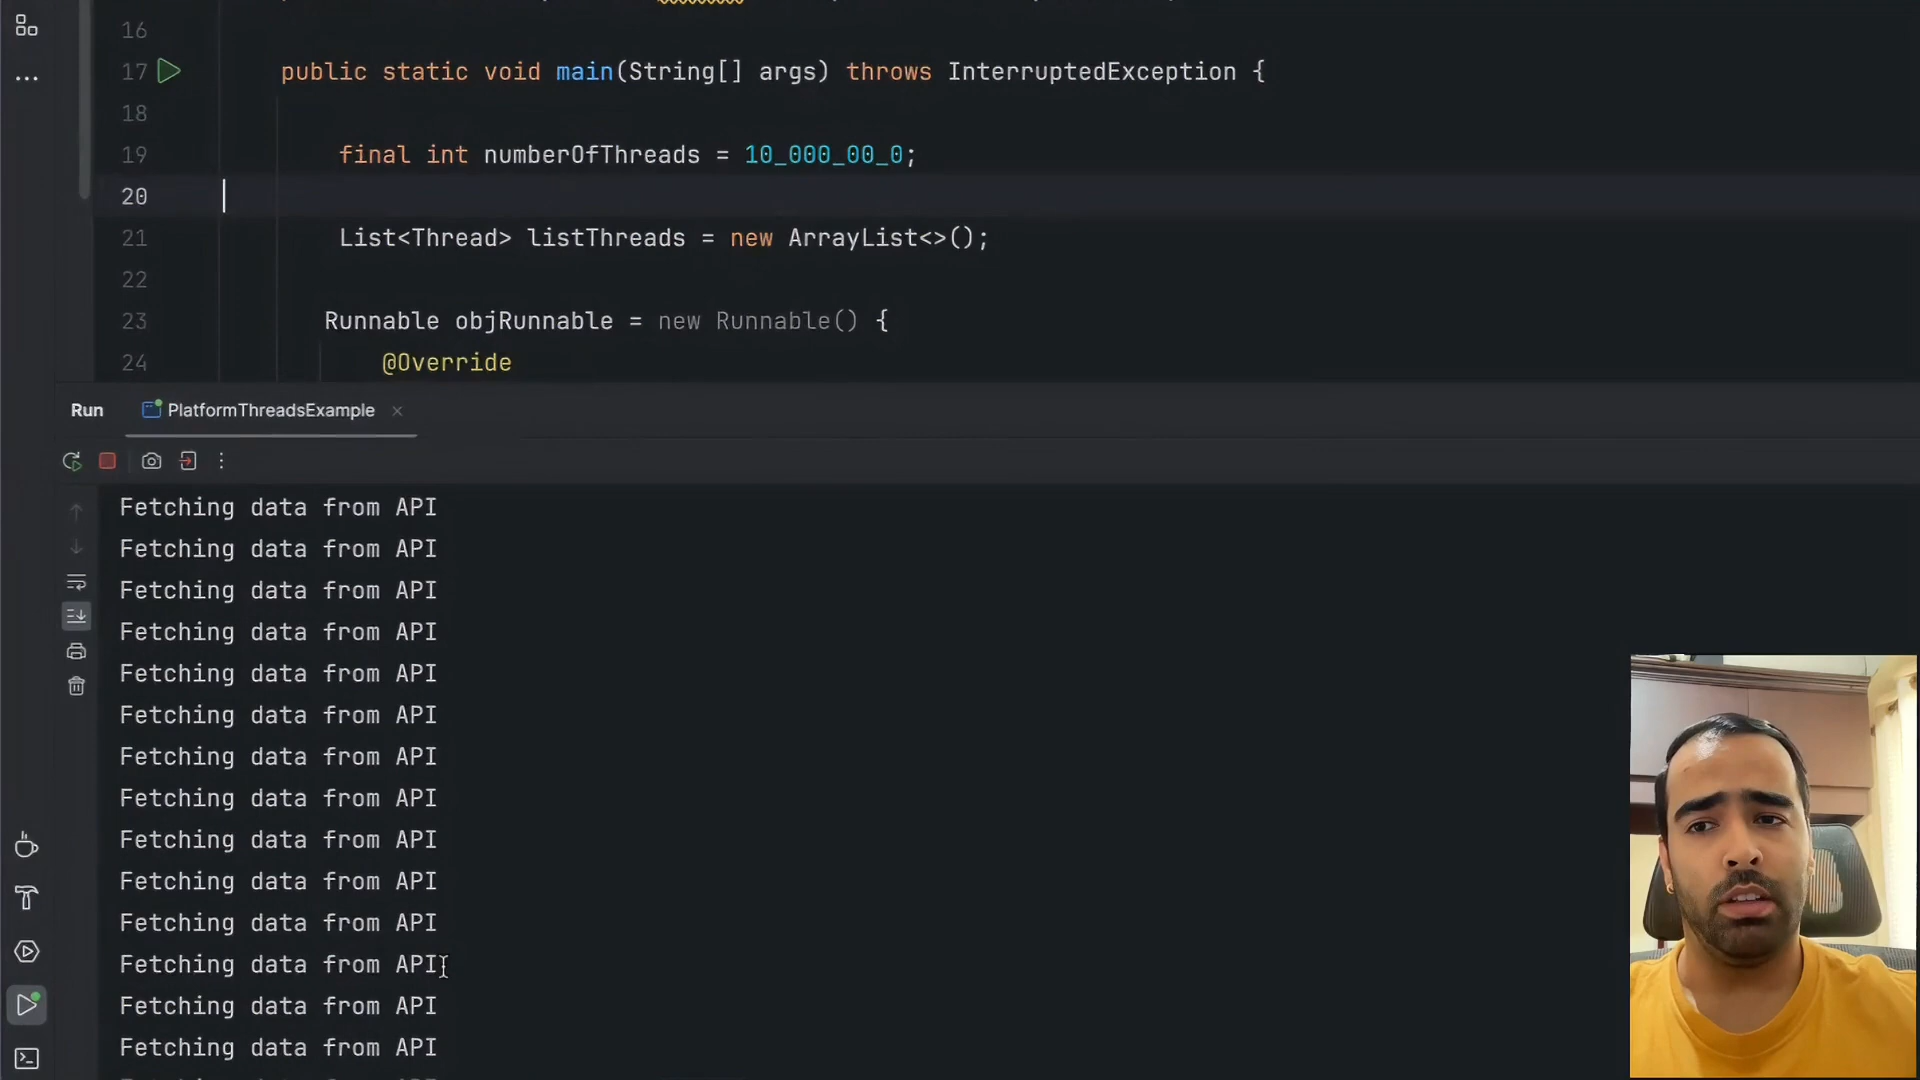 16
17 public static void main(String[] args) throws InterruptedException {
18
19 final int numberOfThreads = 10_000_00_0;
20
21 List<Thread> listThreads = new ArrayList<>();
22
23 Runnable objRunnable = new Runnable() {
24 @Override
Run PlatformThreadsExample
Fetching data from API
Fetching data from API
Fetching data from API
Fetching data from API
Fetching data from API
Fetching data from API
Fetching data from API
Fetching data from API
Fetching data from API
Fetching data from API
Fetching data from API
Fetching data from API
Fetching data from API
Fetching data from API